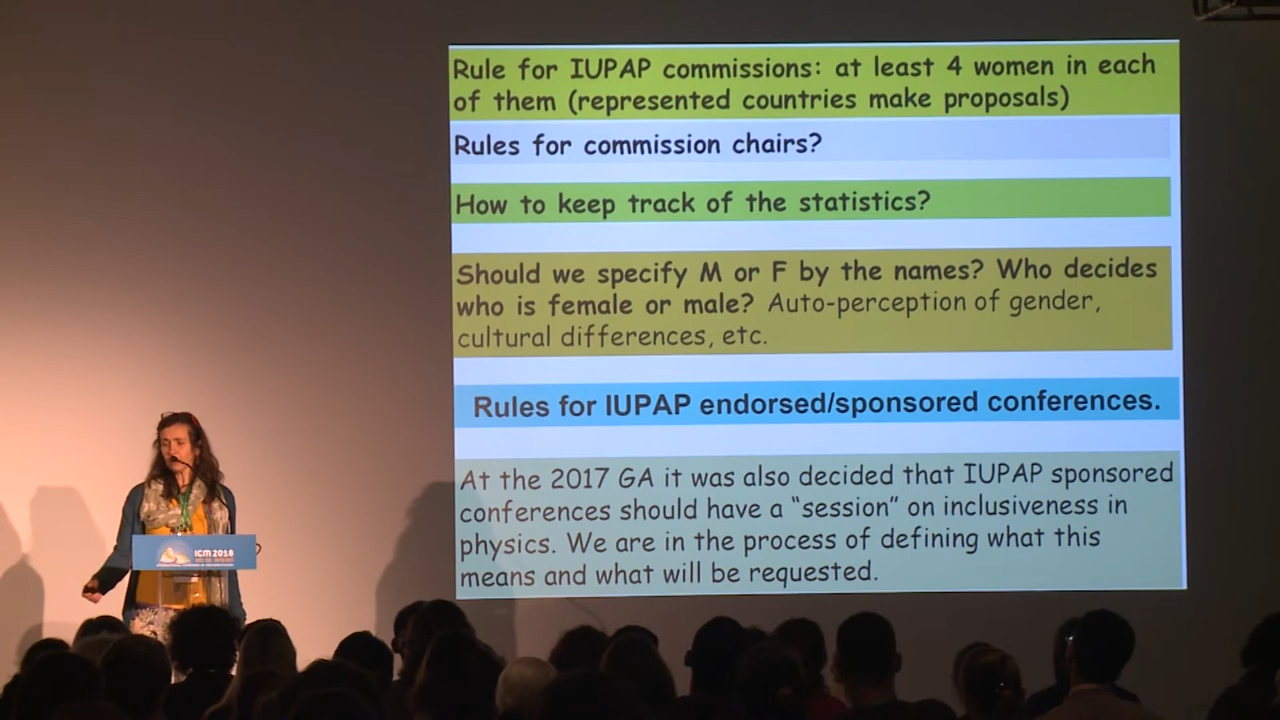 Rule for IUPAP commissions: at least 4 women in each
of them (represented countries make proposals)
Rules for commission chairs?
How to keep track of the statistics?
Should we specify M or F by the names? Who decides
who is female or male? Auto-perception of gender,
cultural differences, etc.
Rules for IUPAP endorsed/sponsored conferences.
At the 2017 GA it was also decided that IUPAP sponsored
conferences should have a “session” on inclusiveness in
physics. We are in the process of defining what this
means and what will be requested.
ICM 2018